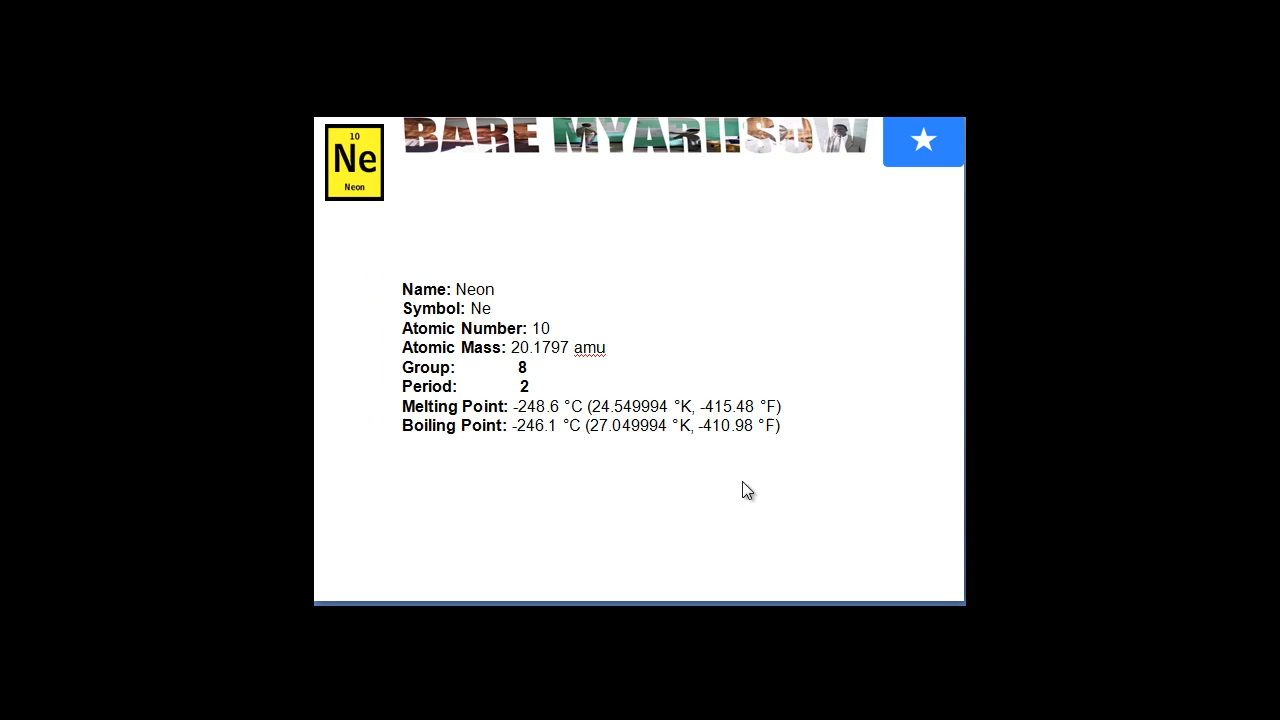 10
Ne
Neon
BARE MYARIISOW
Name: Neon
Symbol: Ne
Atomic Number: 10
Atomic Mass: 20.1797 amu
Group: 8
Period: 2
Melting Point: -248.6 °C (24.549994 °K, -415.48 °F)
Boiling Point: -246.1 °C (27.049994 °K, -410.98 °F)